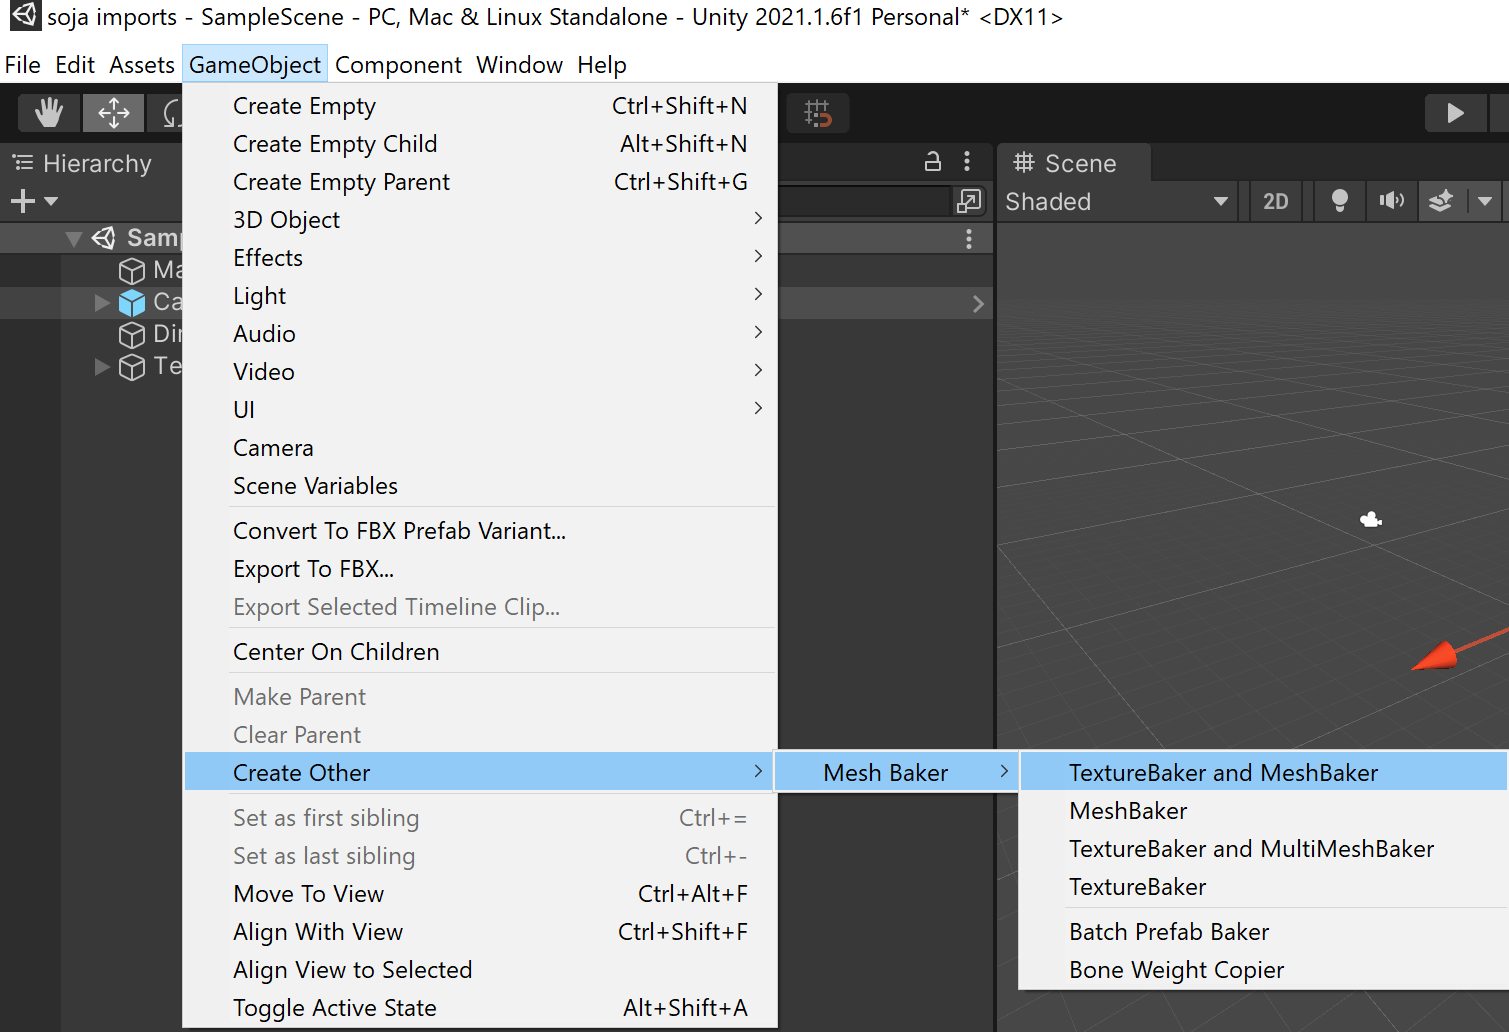 soja imports - SampleScene - PC, Mac & Linux Standalone - Unity 2021.1.6f1 Personal* <DX11>
File Edit Assets GameObject Component Window Help
Hierarchy
Scene
Shaded
2D
Samp
Ma
Ca
Dir
Te
Create Empty Ctrl+Shift+N
Create Empty Child Alt+Shift+N
Create Empty Parent Ctrl+Shift+G
3D Object
Effects
Light
Audio
Video
UI
Camera
Scene Variables
Convert To FBX Prefab Variant...
Export To FBX...
Export Selected Timeline Clip...
Center On Children
Make Parent
Clear Parent
Create Other
Set as first sibling Ctrl+=
Set as last sibling Ctrl+-
Move To View Ctrl+Alt+F
Align With View Ctrl+Shift+F
Align View to Selected
Toggle Active State Alt+Shift+A
Mesh Baker
TextureBaker and MeshBaker
MeshBaker
TextureBaker and MultiMeshBaker
TextureBaker
Batch Prefab Baker
Bone Weight Copier